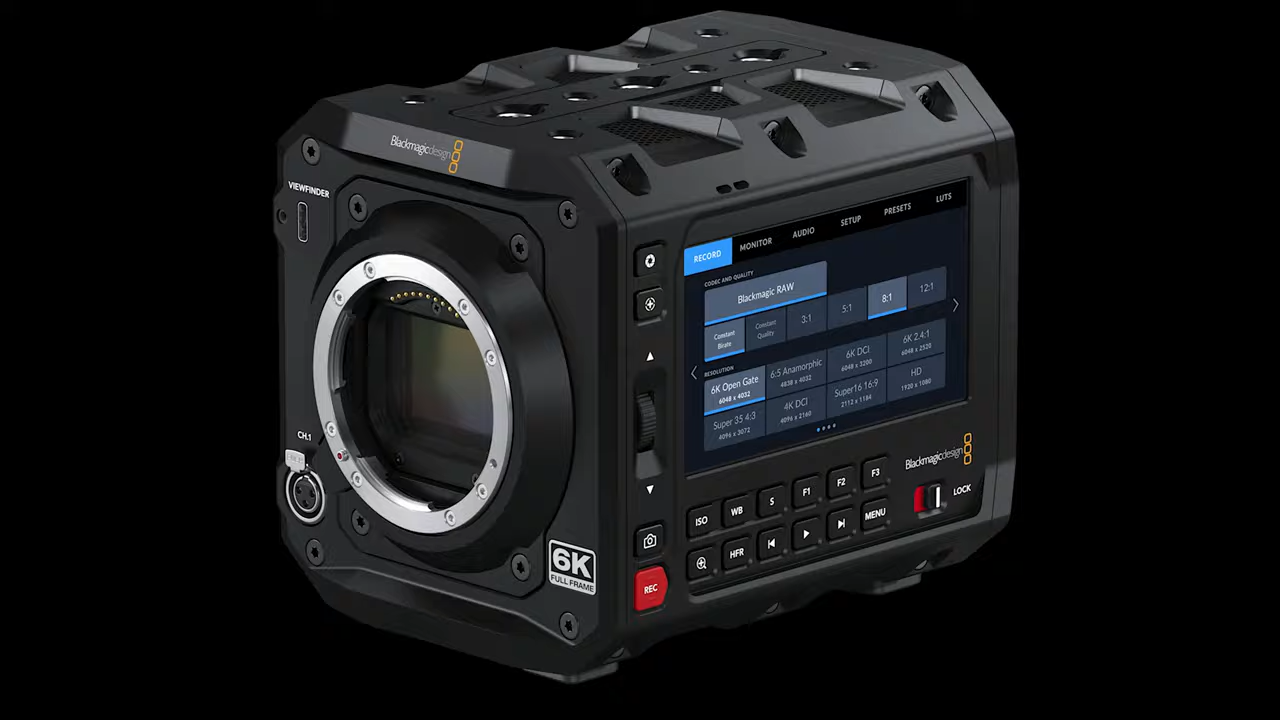 Blackmagicdesign
VIEWFINDER
CH.1
6K
FULL FRAME
RECORD MONITOR AUDIO SETUP PRESETS LUTS
CODEC AND QUALITY
Blackmagic RAW
Constant Bitrate Constant Quality 3:1 5:1 8:1 12:1
RESOLUTION
6K Open Gate 6:5 Anamorphic 6K DCI 6K 2.4:1
6048 x 4032 4838 x 4032 6048 x 3200 6048 x 2520
Super 35 4:3 4K DCI Super16 16:9 HD
4096 x 3072 4096 x 2160 2112 x 1184 1920 x 1080
Blackmagicdesign
LOCK
ISO WB S F1 F2 F3
HFR MENU
REC